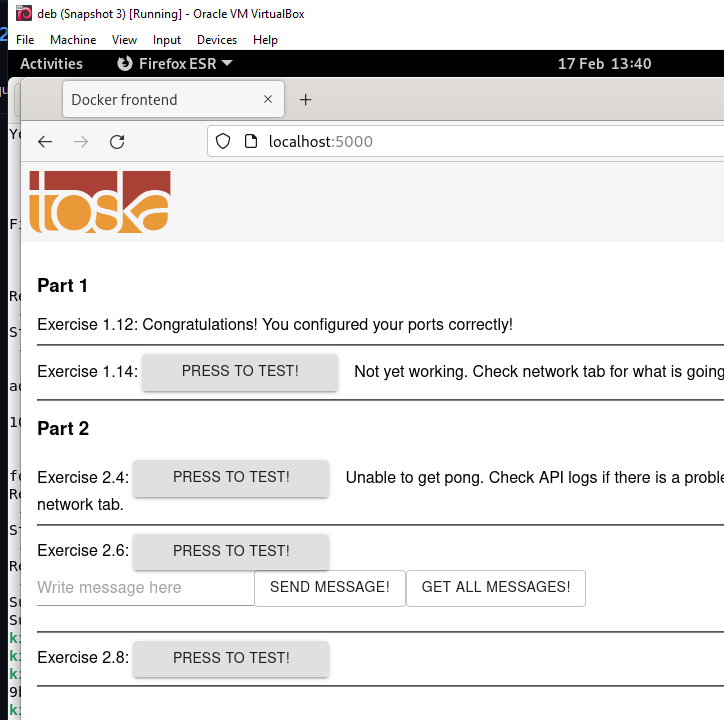 deb (Snapshot 3) [Running] - Oracle VM VirtualBox
File Machine View Input Devices Help
Activities Firefox ESR 17 Feb 13:40
Docker frontend
localhost:5000
toska
Part 1
Exercise 1.12: Congratulations! You configured your ports correctly!
Exercise 1.14: PRESS TO TEST! Not yet working. Check network tab for what is going
Part 2
Exercise 2.4: PRESS TO TEST! Unable to get pong. Check API logs if there is a proble
network tab.
Exercise 2.6: PRESS TO TEST!
Write message here SEND MESSAGE! GET ALL MESSAGES!
Exercise 2.8: PRESS TO TEST!